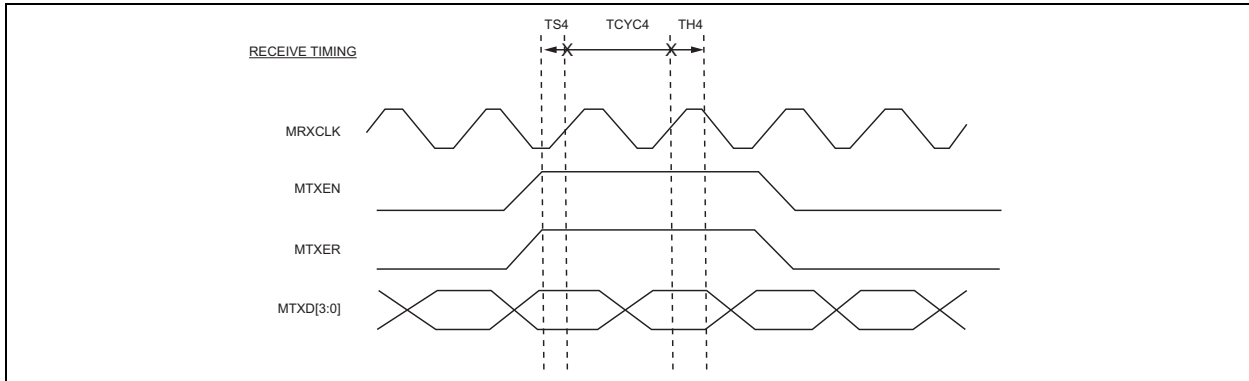 TS4 TCYC4 TH4
RECEIVE TIMING
MRXCLK
MTXEN
MTXER
MTXD[3:0]